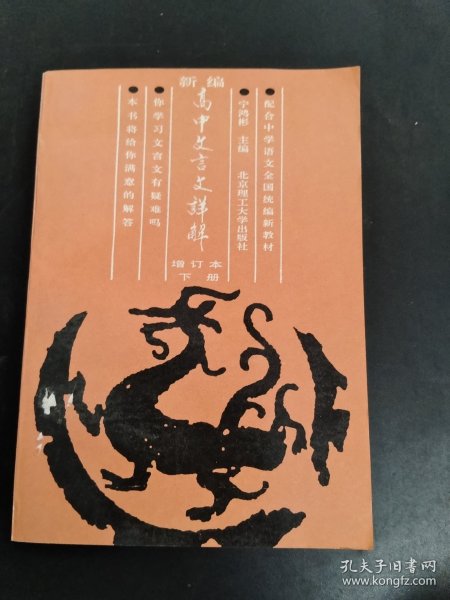 新编
高中文言文詳解
增订本
下册
●配合中学语文全国统编新教材
●宁鸿彬 主编 北京理工大学出版社
●你学习文言文有疑难吗
●本书将给你满意的解答
孔夫子旧书网
www.kongfz.com